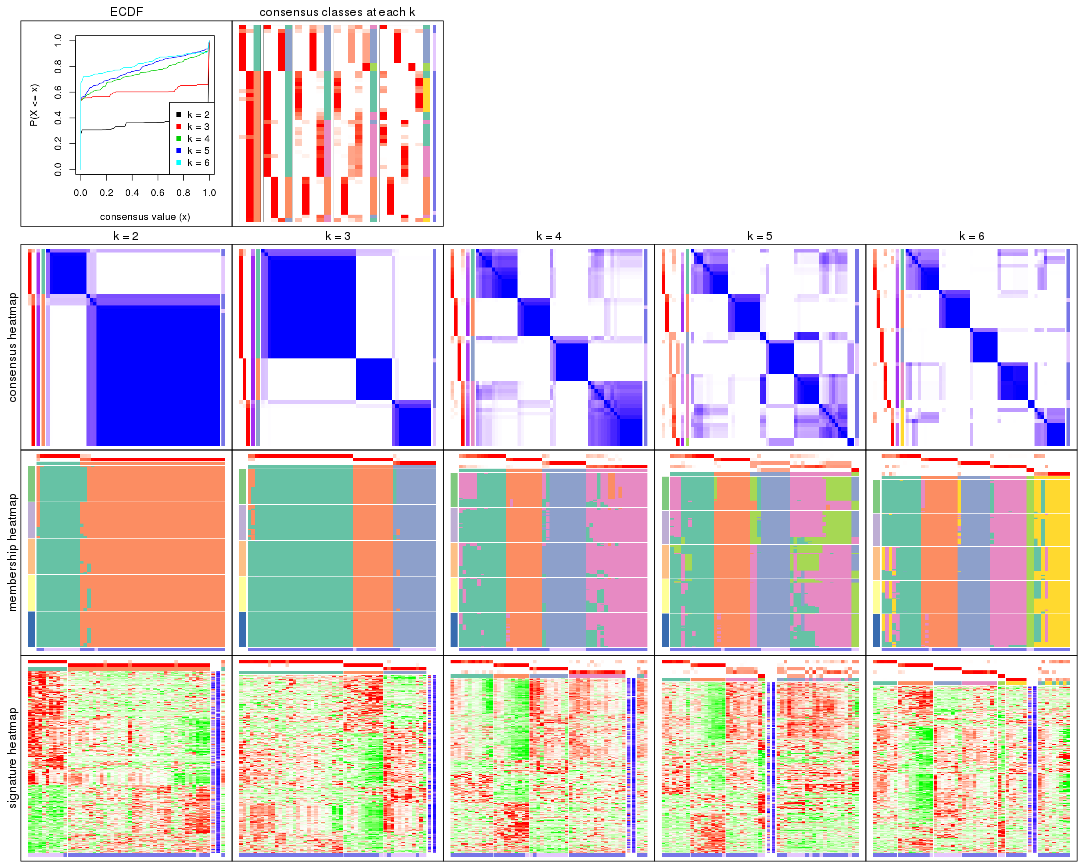 ECDF
consensus classes at each k
P(X <= x)
0.0 0.2 0.4 0.6 0.8 1.0
k = 2
k = 3
k = 4
k = 5
k = 6
0.0 0.2 0.4 0.6 0.8 1.0
consensus value (x)
k = 2
k = 3
k = 4
k = 5
k = 6
consensus heatmap
membership heatmap
signature heatmap